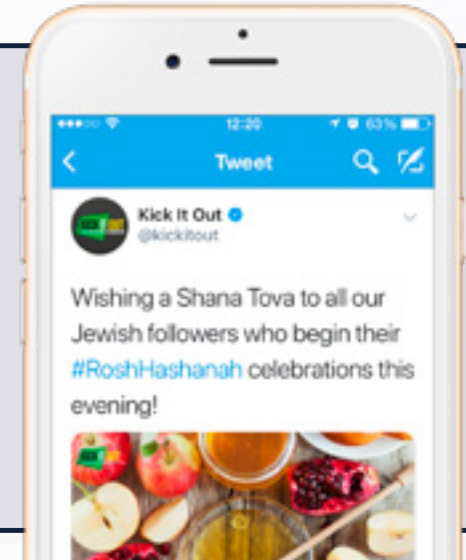 12:20
63%
Tweet
Kick It Out
@kickitout
Wishing a Shana Tova to all our
Jewish followers who begin their
#RoshHashanah celebrations this
evening!